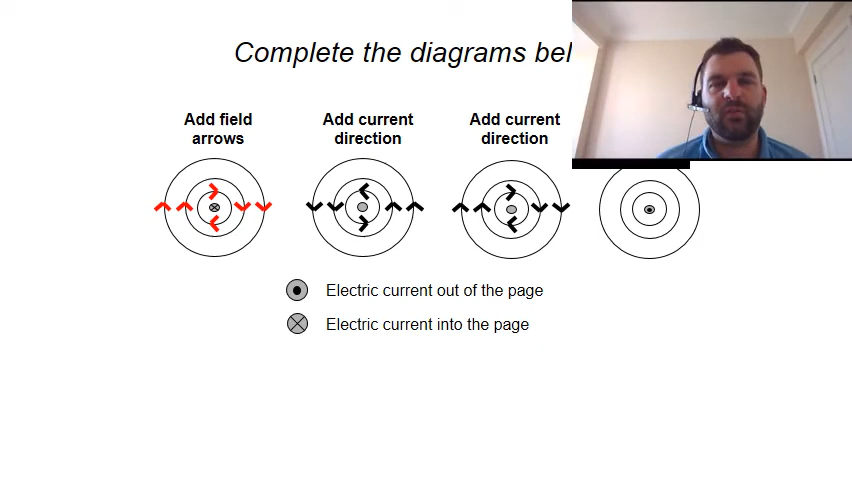 Complete the diagrams
Add field
arrows
Add current
direction
Add current
direction
Electric current out of the page
Electric current into the page